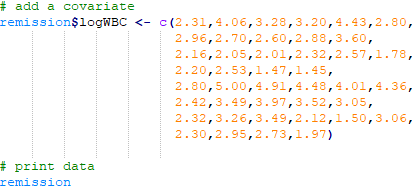 # add a covariate
remission$logWBC <- c(2.31,4.06,3.28,3.20,4.43,2.80,
2.96,2.70,2.60,2.88,3.60,
2.16,2.05,2.01,2.32,2.57,1.78,
2.20,2.53,1.47,1.45,
2.80,5.00,4.91,4.48,4.01,4.36,
2.42,3.49,3.97,3.52,3.05,
2.32,3.26,3.49,2.12,1.50,3.06,
2.30,2.95,2.73,1.97)
# print data
remission